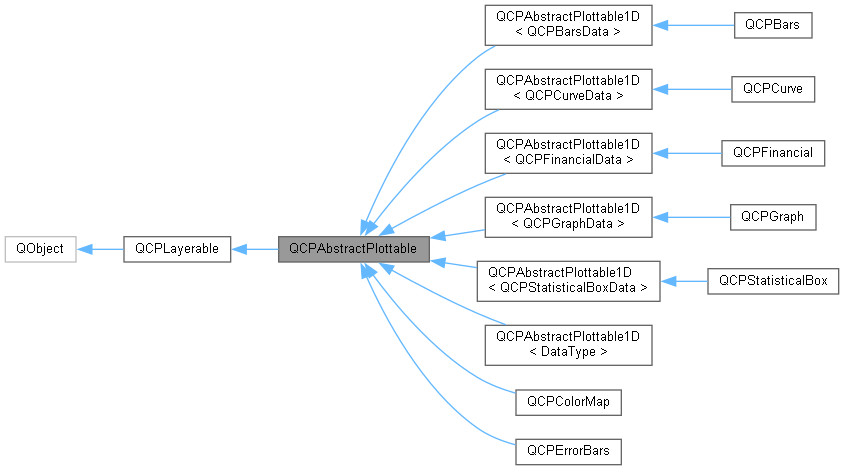 QCPAbstractPlottable1D
< QCPBarsData >
QCPBars
QCPAbstractPlottable1D
< QCPCurveData >
QCPCurve
QCPAbstractPlottable1D
< QCPFinancialData >
QCPFinancial
QCPAbstractPlottable1D
< QCPGraphData >
QCPGraph
QObject
QCPLayerable
QCPAbstractPlottable
QCPAbstractPlottable1D
< QCPStatisticalBoxData >
QCPStatisticalBox
QCPAbstractPlottable1D
< DataType >
QCPColorMap
QCPErrorBars